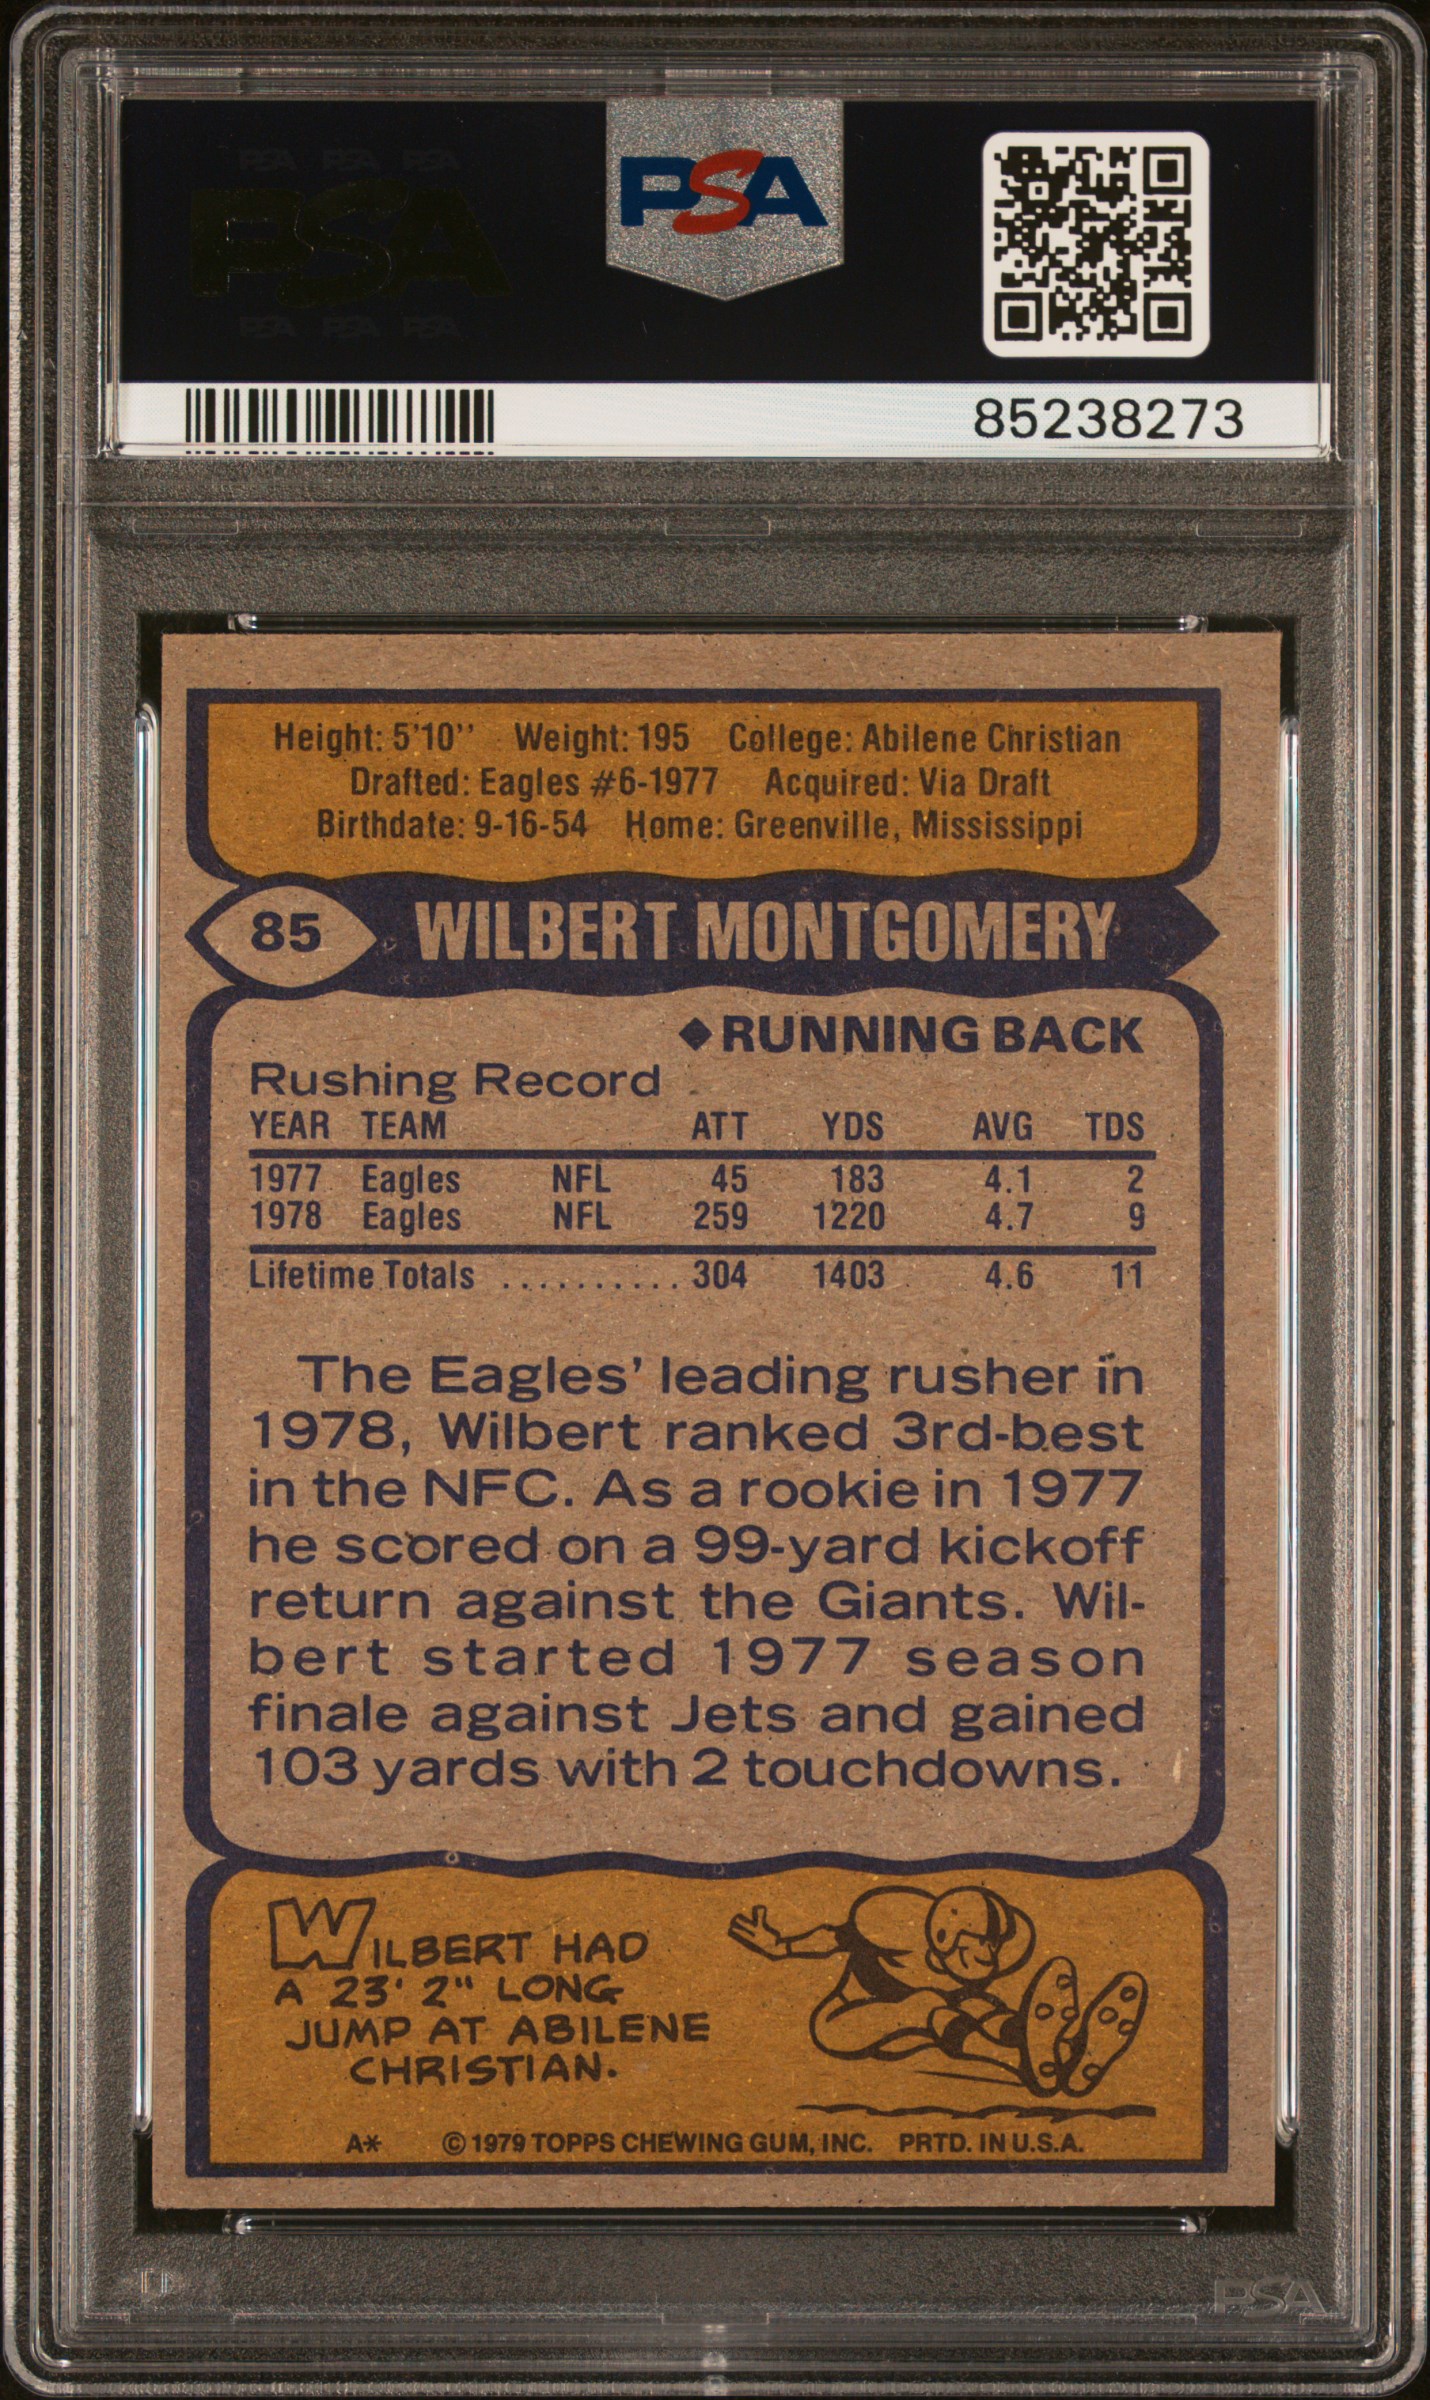 PSA PSA PSA
PSA
PSA PSA PSA
PSA
85238273
Height: 5'10'' Weight: 195 College: Abilene Christian
Drafted: Eagles #6-1977 Acquired: Via Draft
Birthdate: 9-16-54 Home: Greenville, Mississippi
85 WILBERT MONTGOMERY
◆RUNNING BACK
Rushing Record
YEAR TEAM ATT YDS AVG TDS
1977 Eagles NFL 45 183 4.1 2
1978 Eagles NFL 259 1220 4.7 9
Lifetime Totals .......... 304 1403 4.6 11
The Eagles' leading rusher in
1978, Wilbert ranked 3rd-best
in the NFC. As a rookie in 1977
he scored on a 99-yard kickoff
return against the Giants. Wil-
bert started 1977 season
finale against Jets and gained
103 yards with 2 touchdowns.
WILBERT HAD
A 23' 2" LONG
JUMP AT ABILENE
CHRISTIAN.
A* © 1979 TOPPS CHEWING GUM, INC. PRTD. IN U.S.A.
PSA